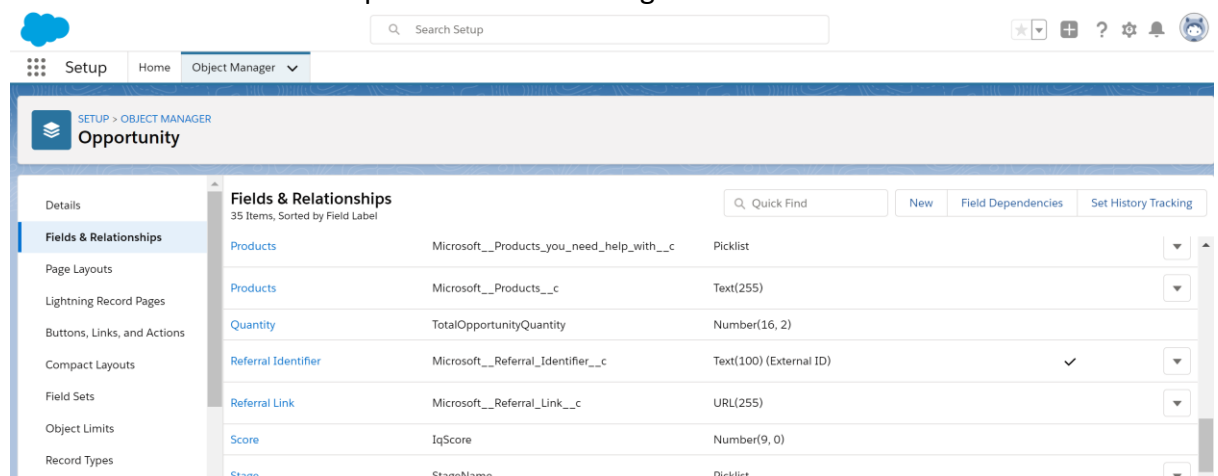 Search Setup
Setup Home Object Manager
SETUP > OBJECT MANAGER
Opportunity
Details
Fields & Relationships
Page Layouts
Lightning Record Pages
Buttons, Links, and Actions
Compact Layouts
Field Sets
Object Limits
Record Types
Fields & Relationships
35 Items, Sorted by Field Label
Quick Find New Field Dependencies Set History Tracking
Products Microsoft__Products_you_need_help_with__c Picklist
Products Microsoft__Products__c Text(255)
Quantity TotalOpportunityQuantity Number(16, 2)
Referral Identifier Microsoft__Referral_Identifier__c Text(100) (External ID)
Referral Link Microsoft__Referral_Link__c URL(255)
Score IqScore Number(9, 0)
Stage StageName Picklist